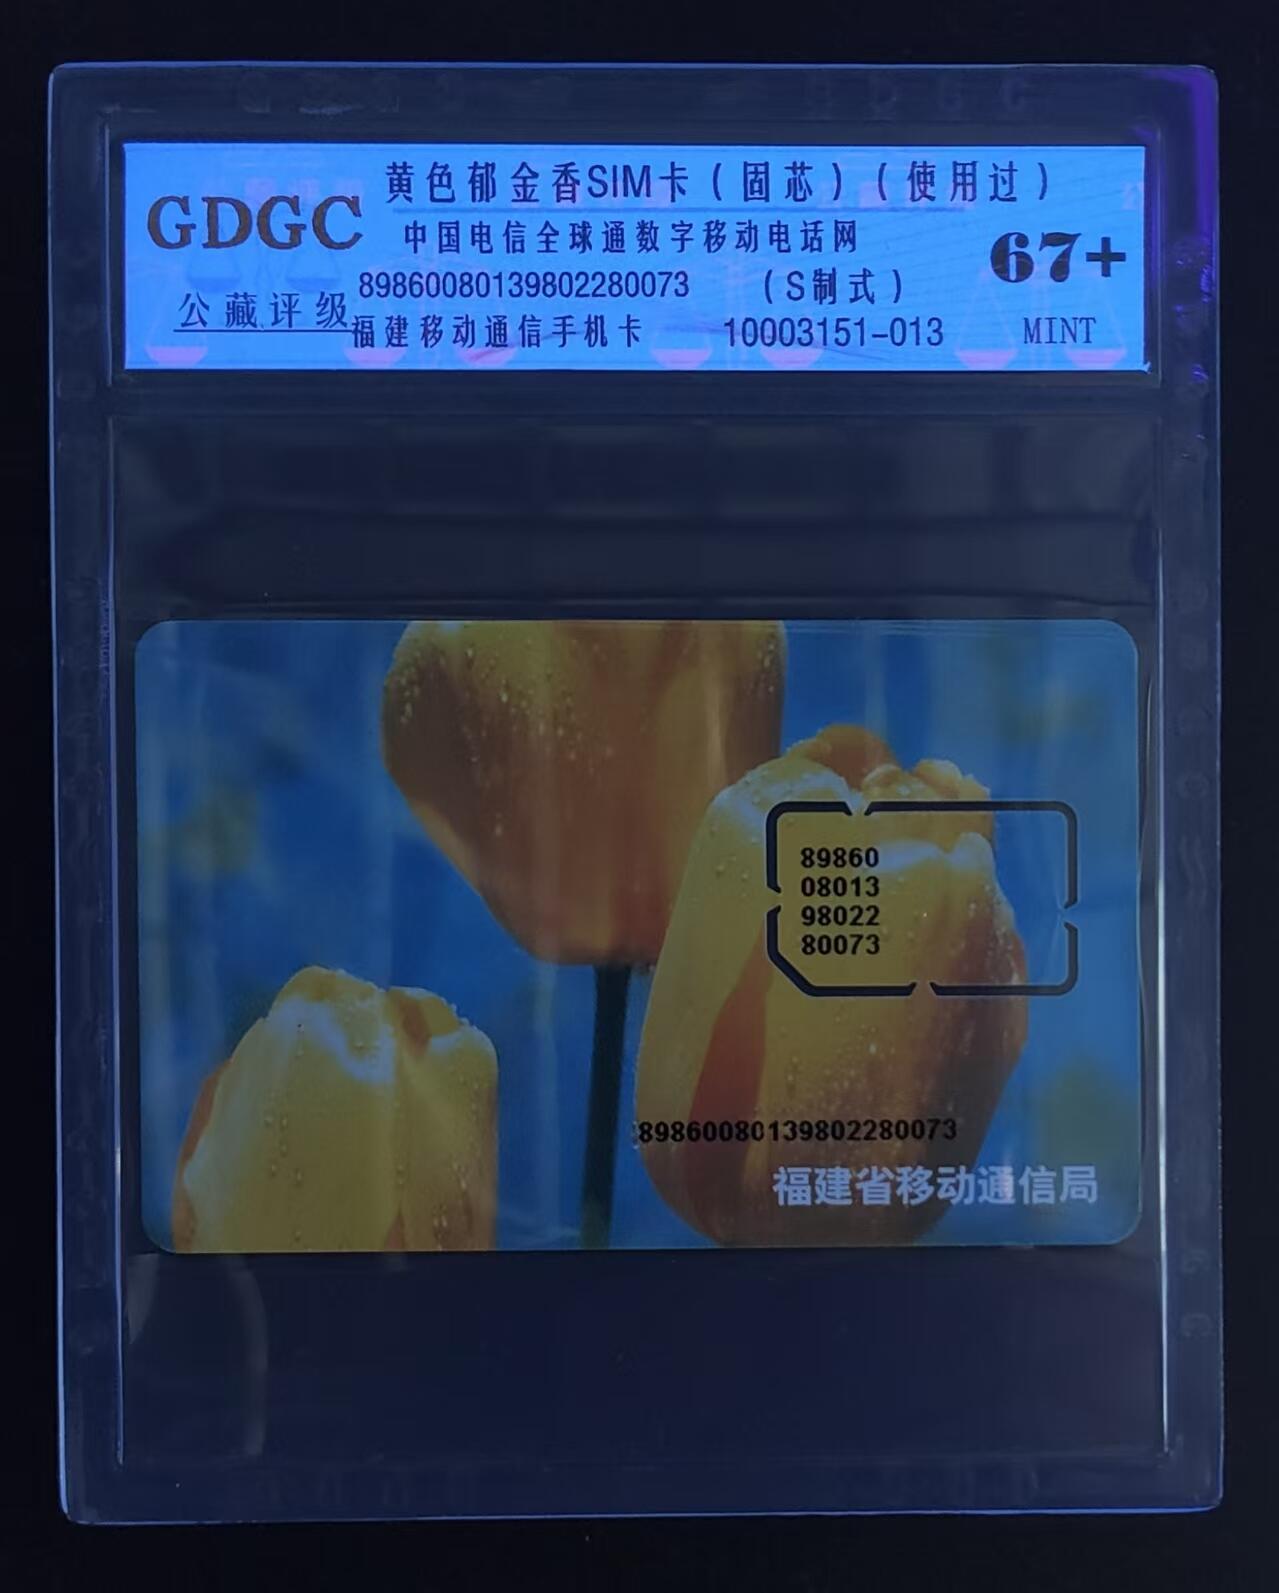 黄色郁金香SIM卡（固芯）（使用过）
GDGC
中国电信全球通数字移动电话网
67+
89860080139802280073 （S制式）
公藏评级
福建移动通信手机卡 10003151-013
MINT
89860
08013
98022
80073
89860080139802280073
福建省移动通信局